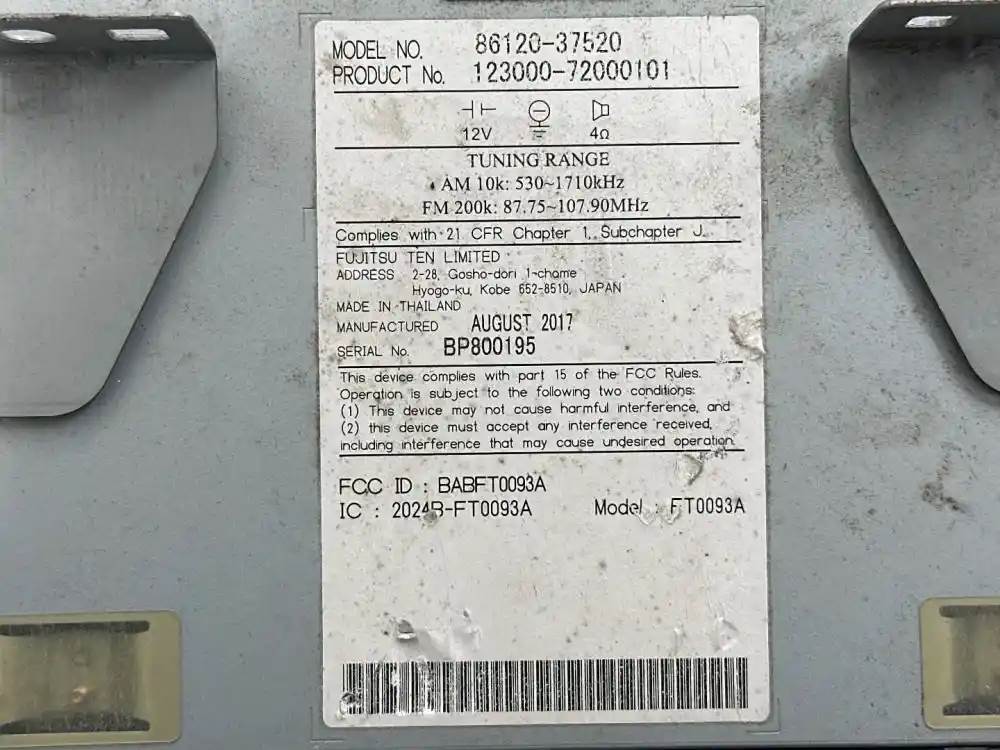 MODEL NO. 86120-37520
PRODUCT No. 123000-72000101
12V 4Ω
TUNING RANGE
AM 10k: 530~1710kHz
FM 200k: 87.75~107.90MHz
Complies with 21 CFR Chapter 1, Subchapter J.
FUJITSU TEN LIMITED
ADDRESS 2-28, Gosho-dori 1-chome
Hyogo-ku, Kobe 652-8510, JAPAN
MADE IN THAILAND
MANUFACTURED AUGUST 2017
SERIAL No. BP800195
This device complies with part 15 of the FCC Rules.
Operation is subject to the following two conditions:
(1) This device may not cause harmful interference, and
(2) this device must accept any interference received,
including interference that may cause undesired operation.
FCC ID : BABFT0093A
IC : 2024B-FT0093A Model : FT0093A